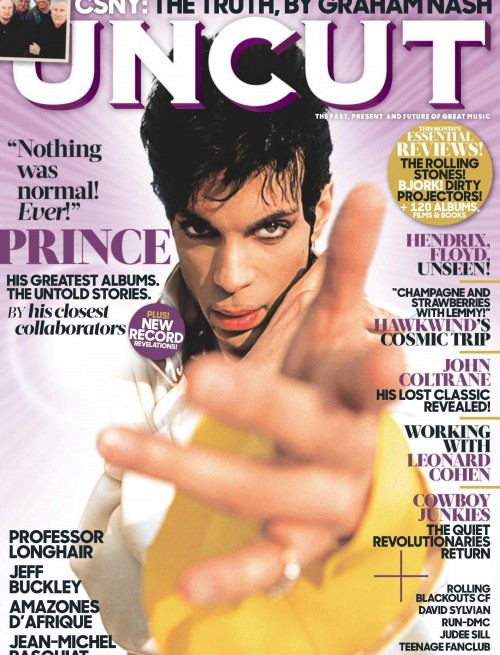 CSNY: THE TRUTH, BY GRAHAM NASH
UNCUT
THE PAST, PRESENT AND FUTURE OF GREAT MUSIC
"Nothing
was
normal!
Ever!"
PRINCE
HIS GREATEST ALBUMS.
THE UNTOLD STORIES.
BY his closest
collaborators
PLUS!
NEW
RECORD
REVELATIONS!
THIS MONTH'S
ESSENTIAL
REVIEWS!
THE ROLLING
STONES!
BJORK! DIRTY
PROJECTORS!
+ 120 ALBUMS,
FILMS & BOOKS
HENDRIX,
FLOYD,
UNSEEN!
"CHAMPAGNE AND
STRAWBERRIES
WITH LEMMY!"
HAWKWIND'S
COSMIC TRIP
JOHN
COLTRANE
HIS LOST CLASSIC
REVEALED!
WORKING
WITH
LEONARD
COHEN
COWBOY
JUNKIES
THE QUIET
REVOLUTIONARIES
RETURN
PROFESSOR
LONGHAIR
JEFF
BUCKLEY
AMAZONES
D'AFRIQUE
JEAN-MICHEL
BASQUIAT
ROLLING
BLACKOUTS CF
DAVID SYLVIAN
RUN-DMC
JUDEE SILL
TEENAGE FANCLUB